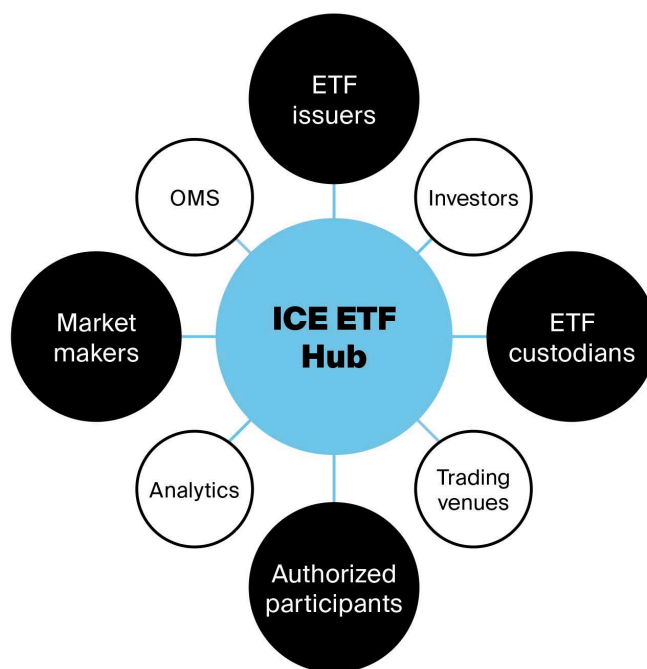 ETF
issuers
OMS
Investors
Market
makers
ICE ETF
Hub
ETF
custodians
Analytics
Trading
venues
Authorized
participants